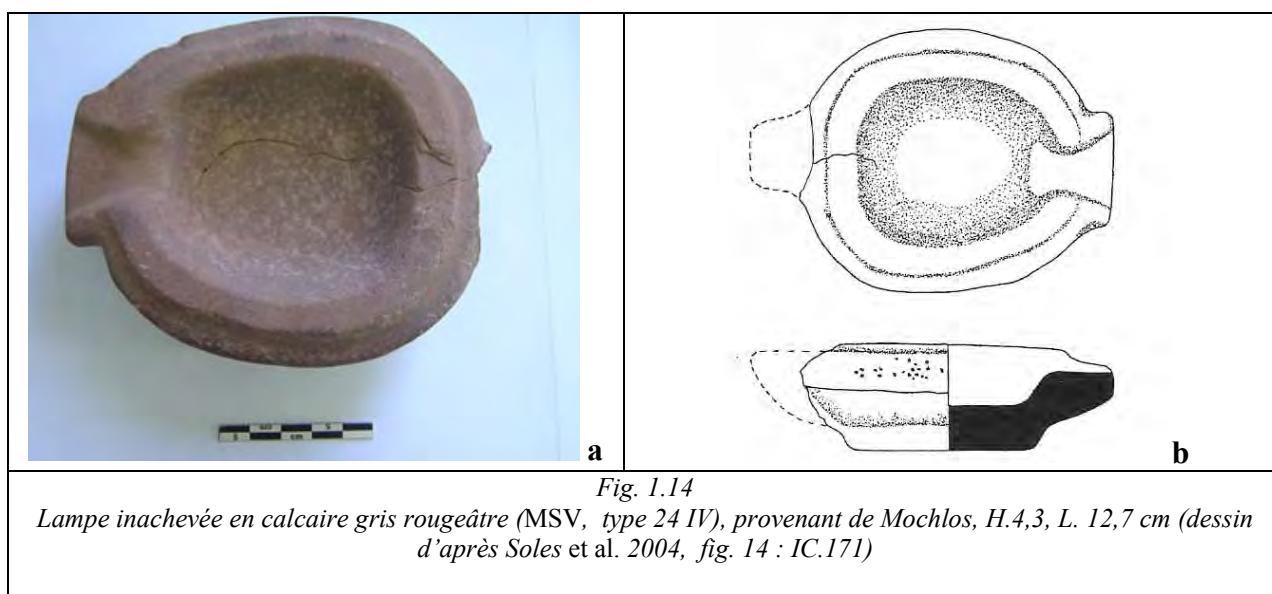 a
b
cm
Fig. 1.14
Lampe inachevée en calcaire gris rougeâtre (MSV, type 24 IV), provenant de Mochlos, H.4,3, L. 12,7 cm (dessin
d'après Soles et al. 2004, fig. 14 : IC.171)